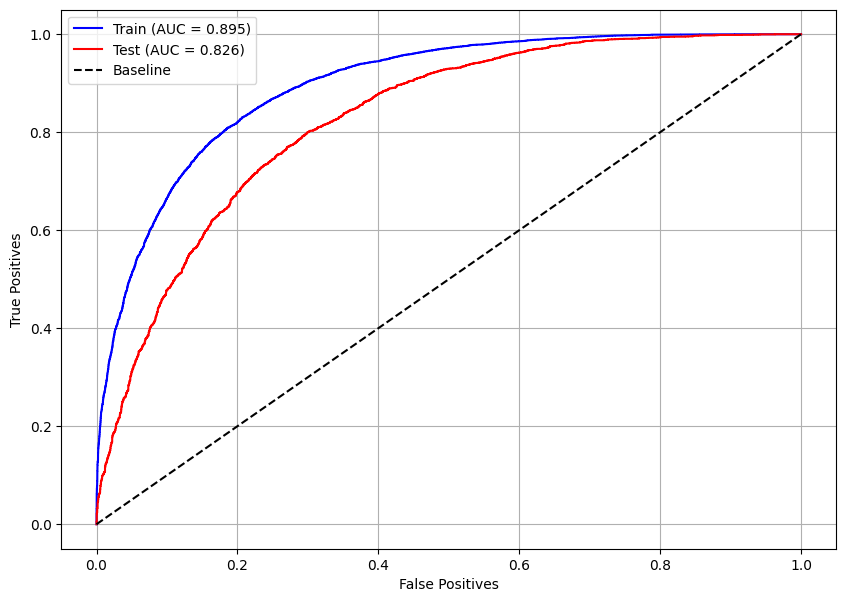 Train (AUC = 0.895)
Test (AUC = 0.826)
Baseline
1.0
0.8
0.6
0.4
0.2
0.0
True Positives
0.0 0.2 0.4 0.6 0.8 1.0
False Positives